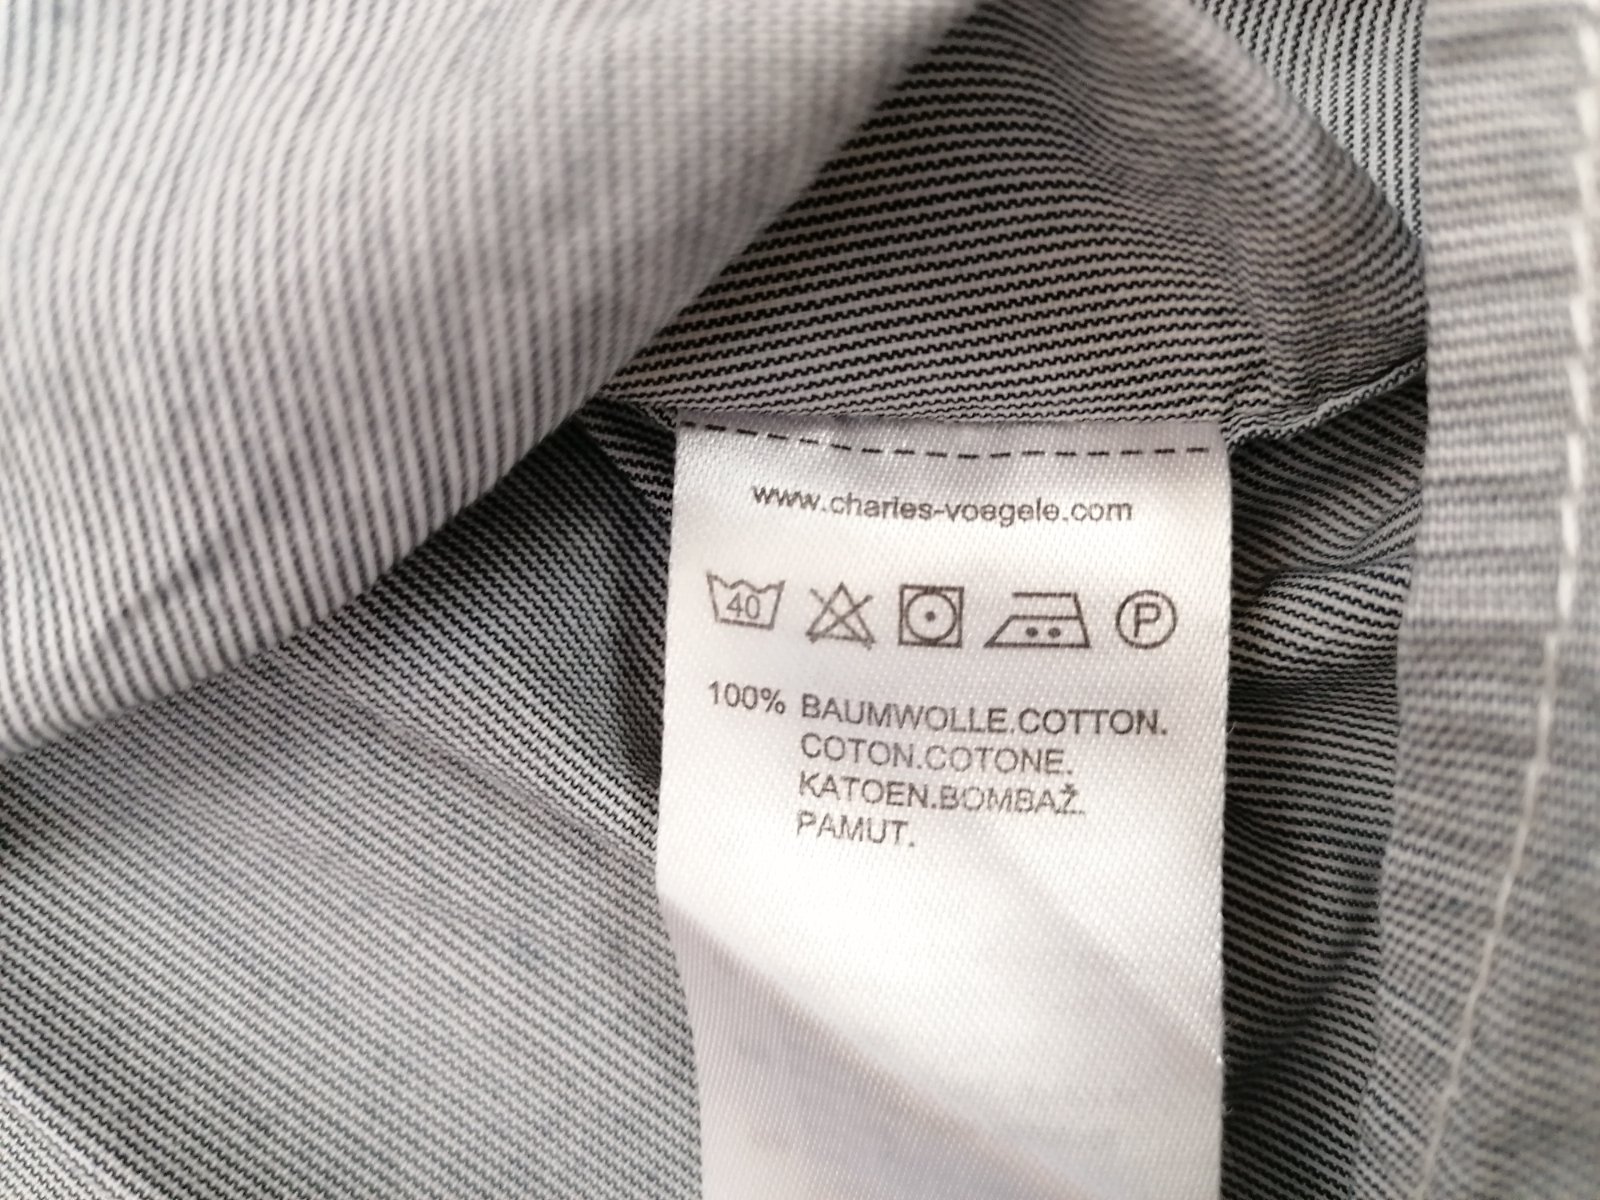 www.charles-voegele.com
40 P
100% BAUMWOLLE.COTTON.
COTON.COTONE.
KATOEN.BOMBAŽ.
PAMUT.